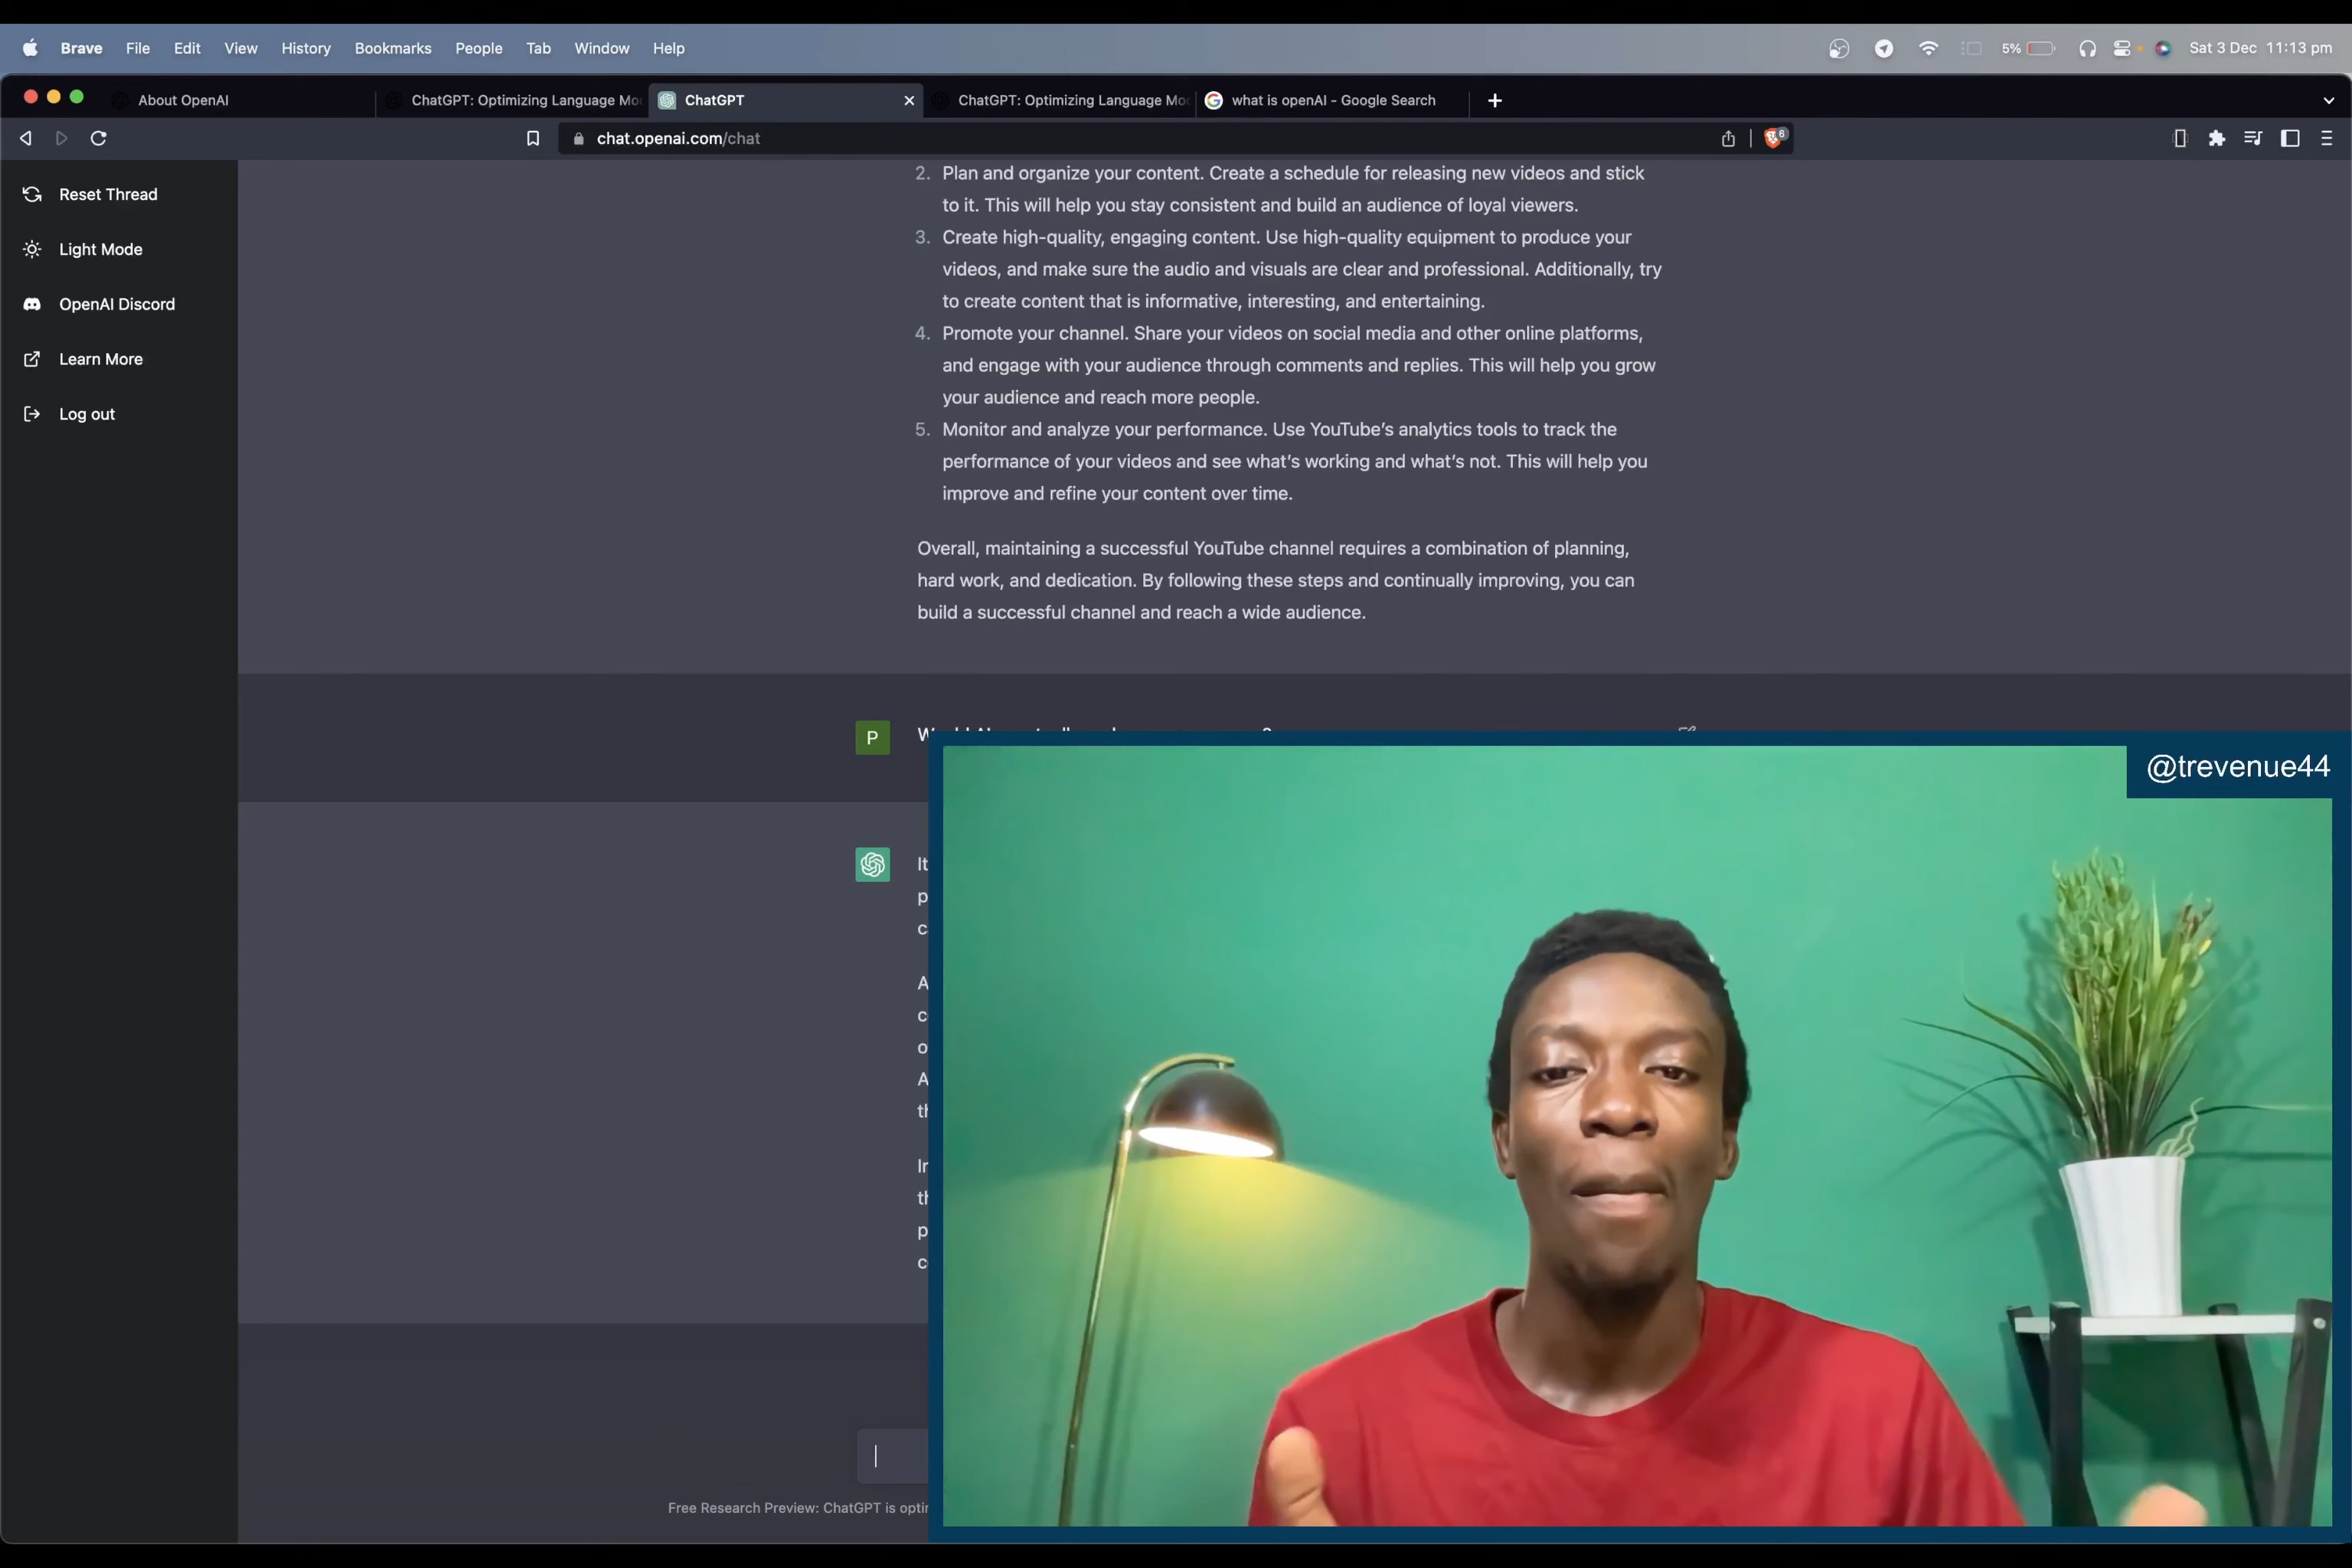 Brave File Edit View History Bookmarks People Tab Window Help 5% Sat 3 Dec 11:13 pm
About OpenAI ChatGPT: Optimizing Language Mo ChatGPT ChatGPT: Optimizing Language Mo what is openAI - Google Search
chat.openai.com/chat 6
Reset Thread
Light Mode
OpenAI Discord
Learn More
Log out
2. Plan and organize your content. Create a schedule for releasing new videos and stick
to it. This will help you stay consistent and build an audience of loyal viewers.
3. Create high-quality, engaging content. Use high-quality equipment to produce your
videos, and make sure the audio and visuals are clear and professional. Additionally, try
to create content that is informative, interesting, and entertaining.
4. Promote your channel. Share your videos on social media and other online platforms,
and engage with your audience through comments and replies. This will help you grow
your audience and reach more people.
5. Monitor and analyze your performance. Use YouTube’s analytics tools to track the
performance of your videos and see what’s working and what’s not. This will help you
improve and refine your content over time.
Overall, maintaining a successful YouTube channel requires a combination of planning,
hard work, and dedication. By following these steps and continually improving, you can
build a successful channel and reach a wide audience.
P
@trevenue44
It
p
c
A
c
o
A
th
In
th
p
c
Free Research Preview: ChatGPT is optin